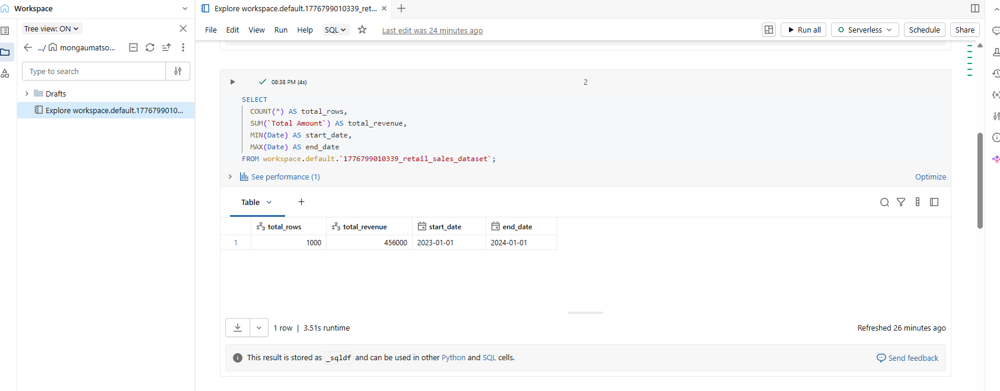 Workspace
Explore workspace.default.1776799010339_ret...
Tree view: ON
File Edit View Run Help SQL Last edit was 24 minutes ago
Run all Serverless Schedule Share
.../ mongaumatso...
Type to search
Drafts
Explore workspace.default.1776799010...
08:38 PM (4s)
2
SELECT
COUNT(*) AS total_rows,
SUM(`Total Amount`) AS total_revenue,
MIN(Date) AS start_date,
MAX(Date) AS end_date
FROM workspace.default.`1776799010339_retail_sales_dataset`;
See performance (1)
Optimize
Table
total_rows total_revenue start_date end_date
1 1000 456000 2023-01-01 2024-01-01
1 row | 3.51s runtime
Refreshed 26 minutes ago
This result is stored as _sqldf and can be used in other Python and SQL cells.
Send feedback